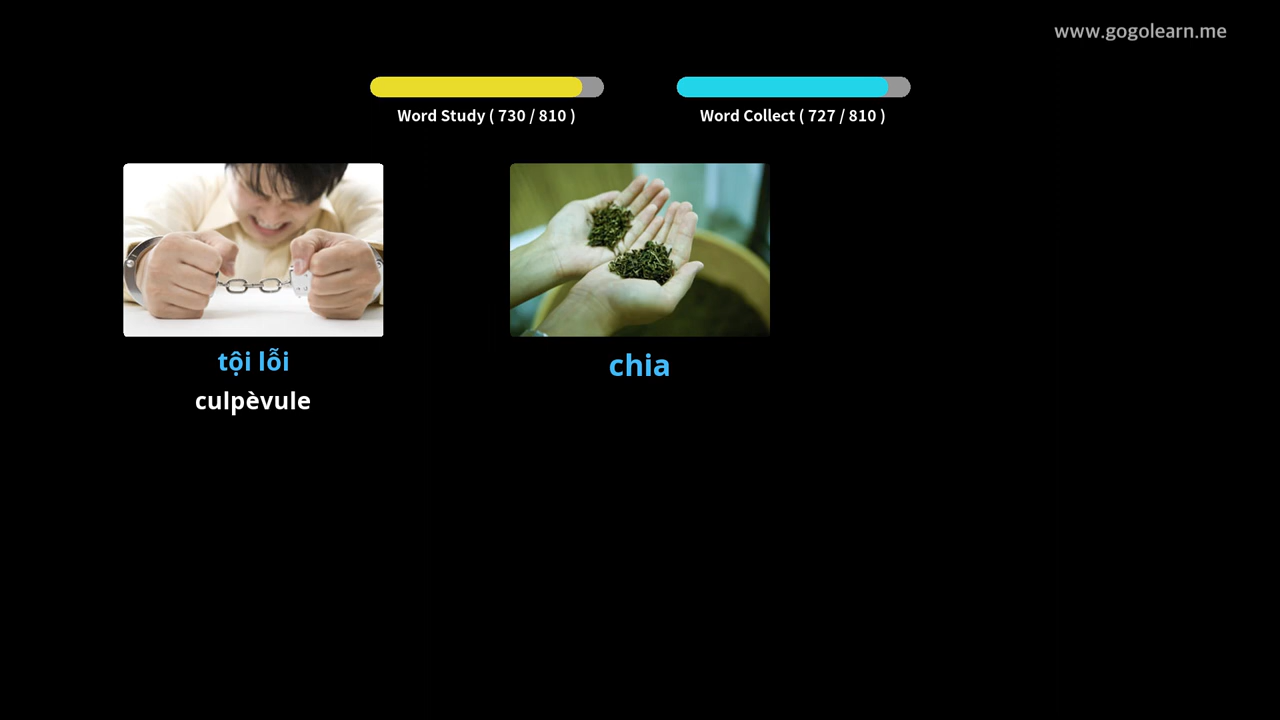 www.gogolearn.me
Word Study ( 730 / 810 )
Word Collect ( 727 / 810 )
tội lỗi
culpèvule
chia